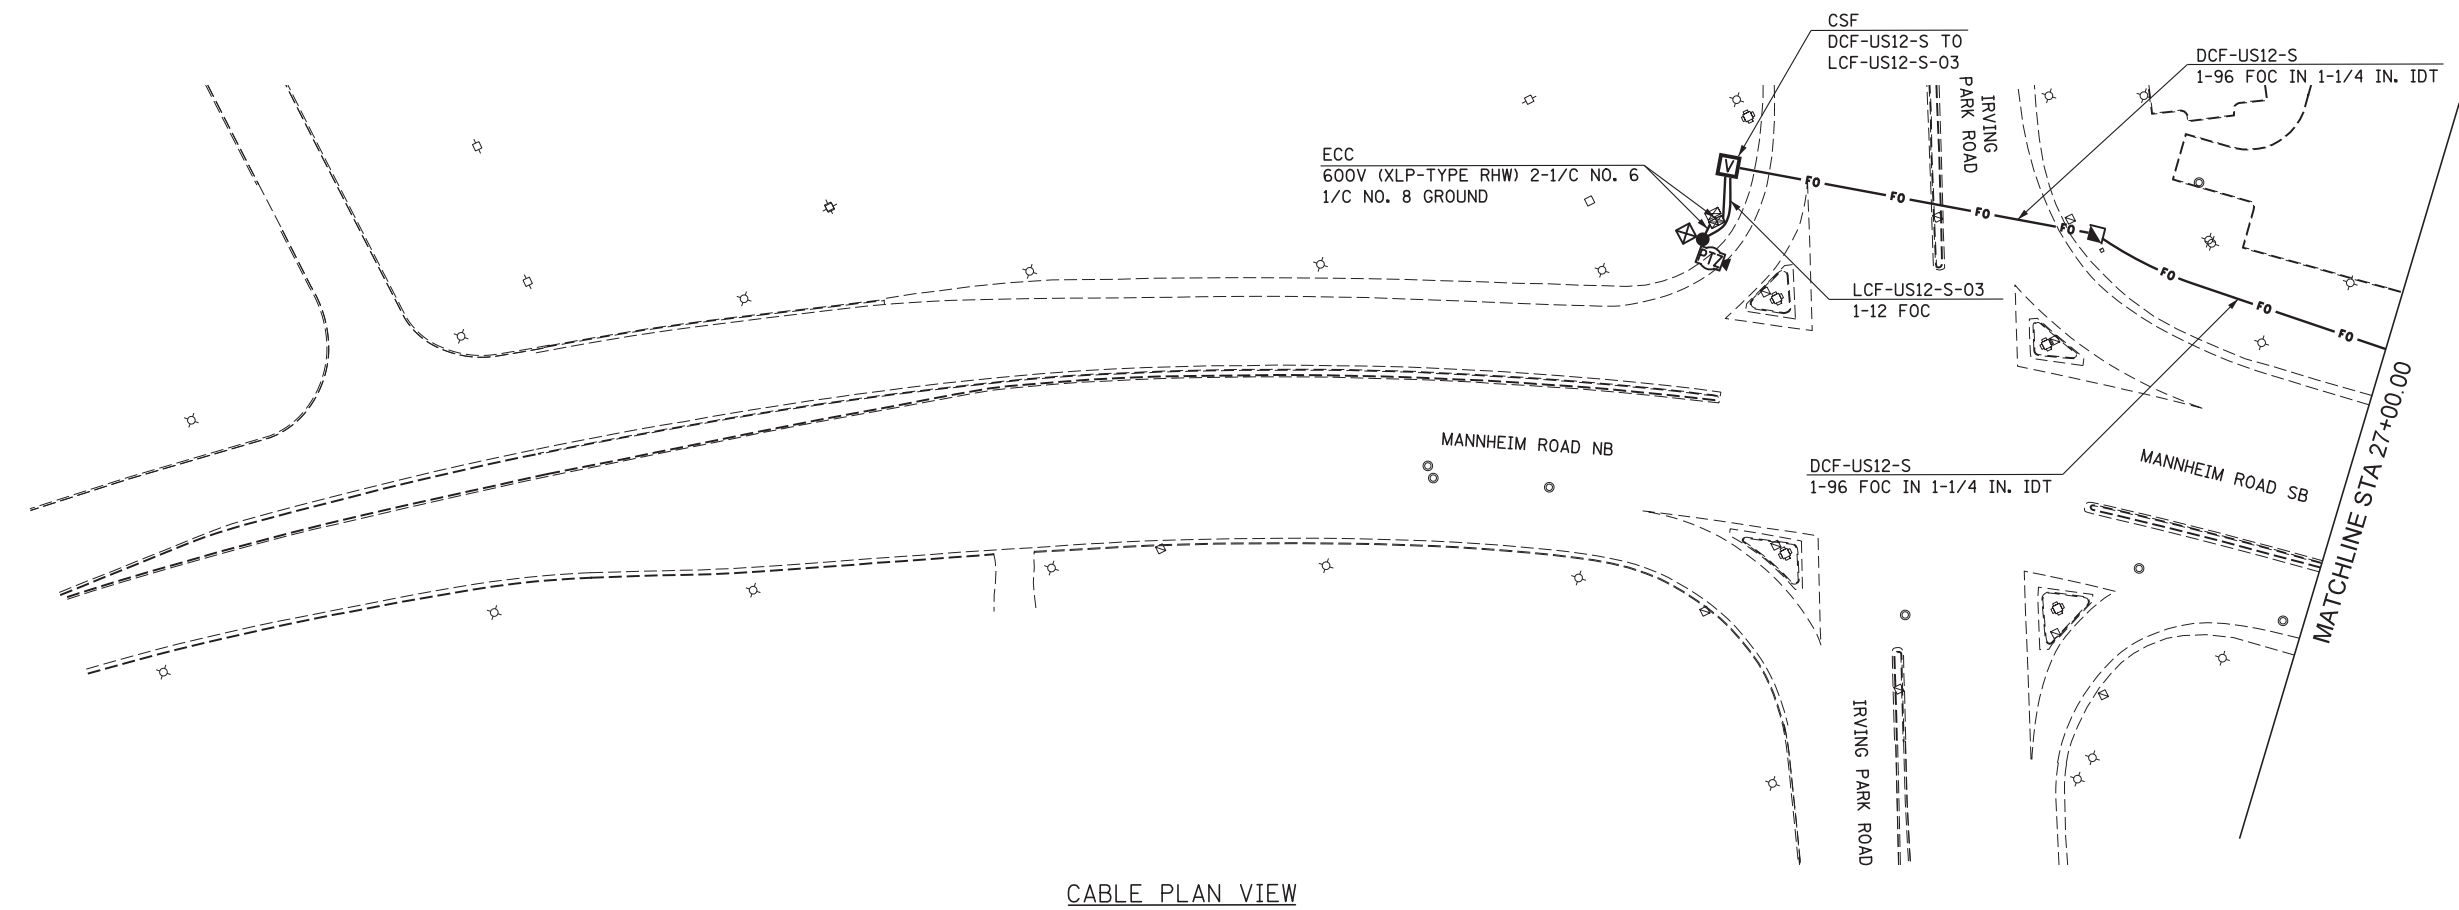 CSF
DCF-US12-S TO
LCF-US12-S-03
DCF-US12-S
1-96 FOC IN 1-1/4 IN. IDT
IRVING
PARK ROAD
ECC
600V (XLP-TYPE RHW) 2-1/C NO. 6
1/C NO. 8 GROUND
V
FO
FO
FO
FO
PTZ
FO
FO
FO
LCF-US12-S-03
1-12 FOC
MANNHEIM ROAD NB
DCF-US12-S
1-96 FOC IN 1-1/4 IN. IDT
MANNHEIM ROAD SB
MATCHLINE STA 27+00.00
IRVING PARK ROAD
CABLE PLAN VIEW